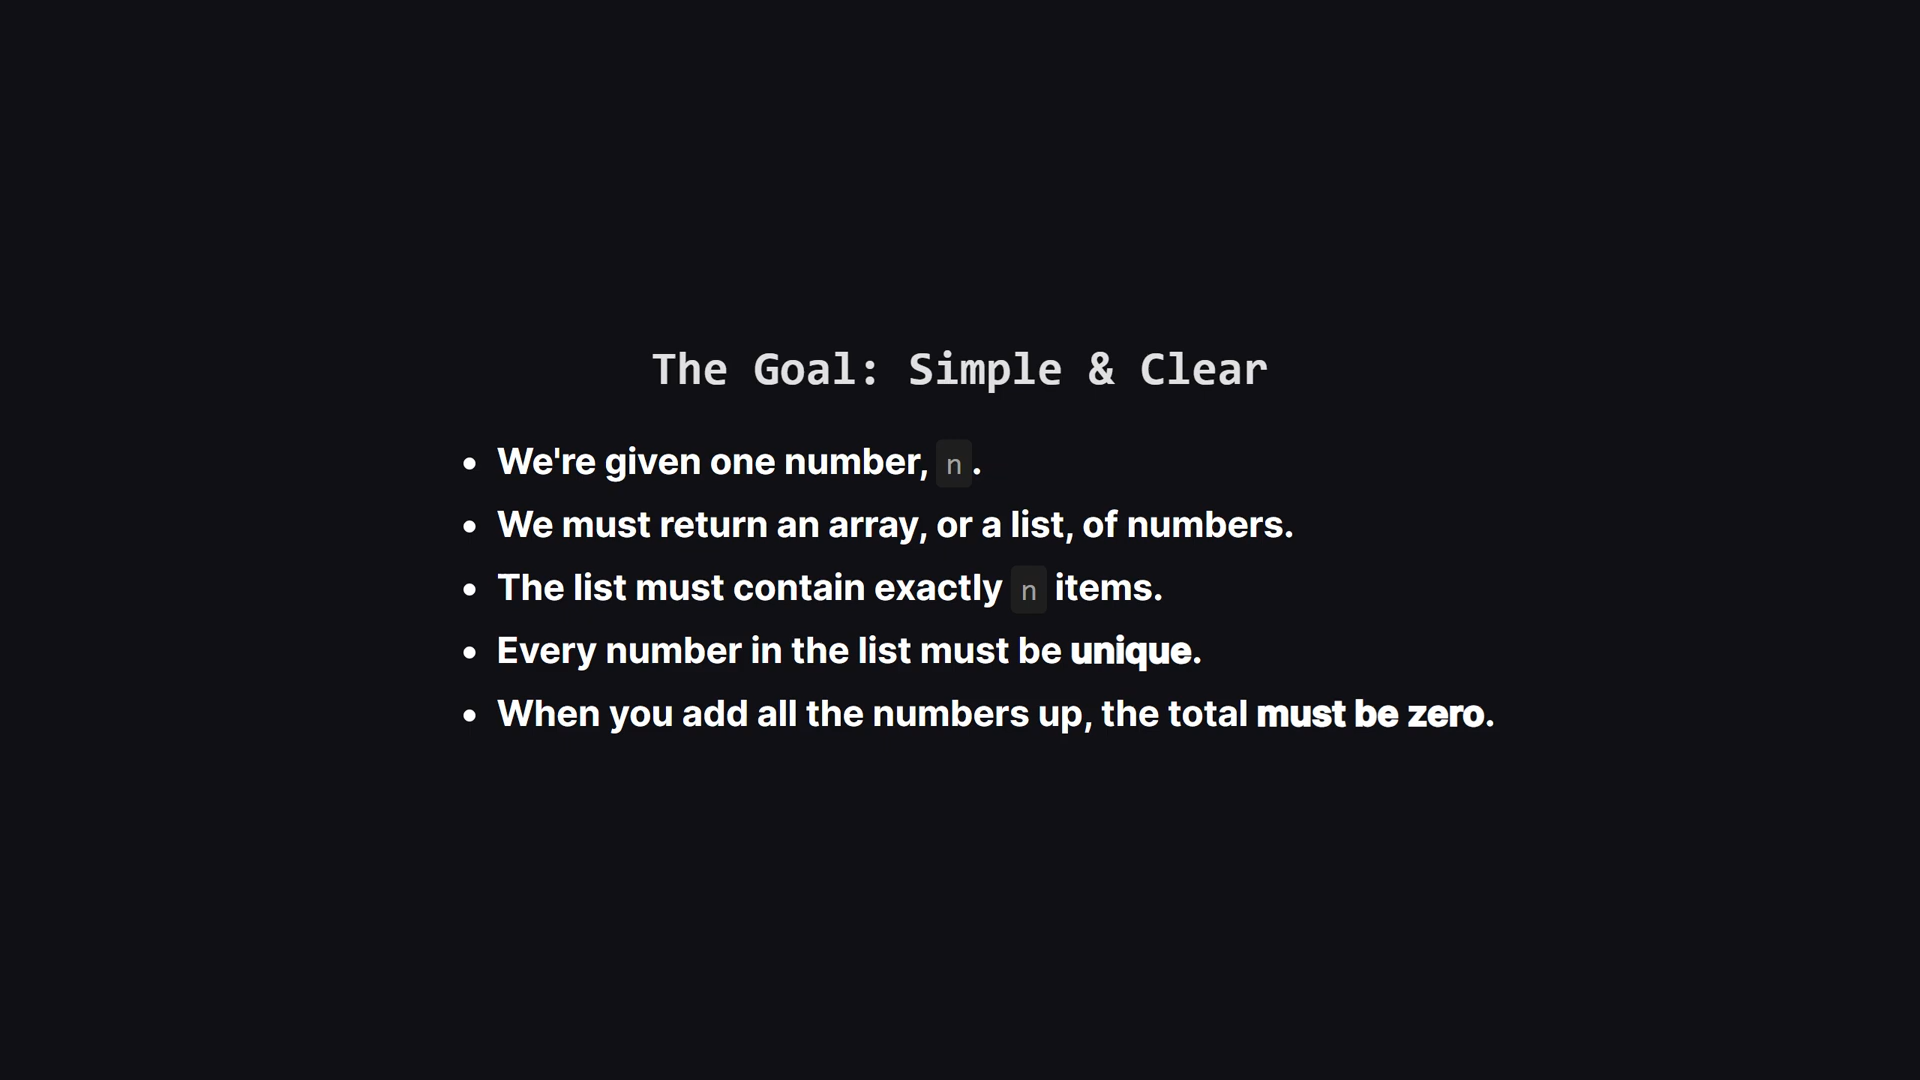 The Goal: Simple & Clear
• We're given one number, n.
• We must return an array, or a list, of numbers.
• The list must contain exactly n items.
• Every number in the list must be unique.
• When you add all the numbers up, the total must be zero.